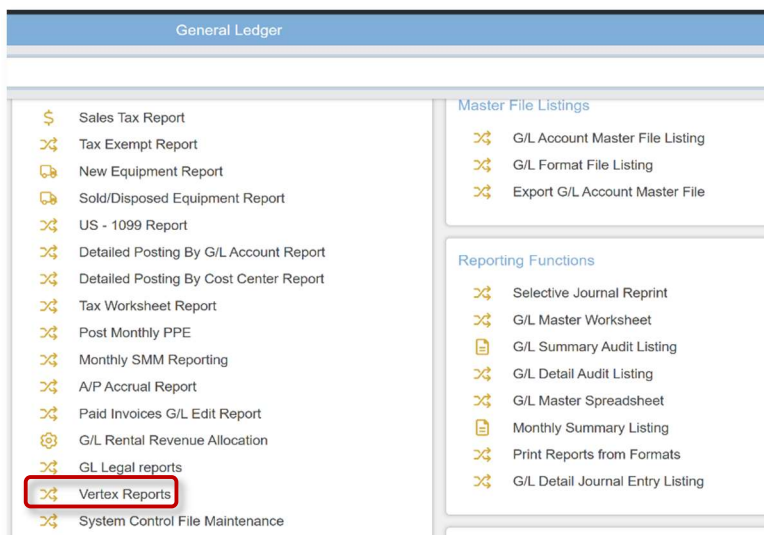 General Ledger
Sales Tax Report
Tax Exempt Report
New Equipment Report
Sold/Disposed Equipment Report
US - 1099 Report
Detailed Posting By G/L Account Report
Detailed Posting By Cost Center Report
Tax Worksheet Report
Post Monthly PPE
Monthly SMM Reporting
A/P Accrual Report
Paid Invoices G/L Edit Report
G/L Rental Revenue Allocation
GL Legal reports
Vertex Reports
System Control File Maintenance
Master File Listings
G/L Account Master File Listing
G/L Format File Listing
Export G/L Account Master File
Reporting Functions
Selective Journal Reprint
G/L Master Worksheet
G/L Summary Audit Listing
G/L Detail Audit Listing
G/L Master Spreadsheet
Monthly Summary Listing
Print Reports from Formats
G/L Detail Journal Entry Listing